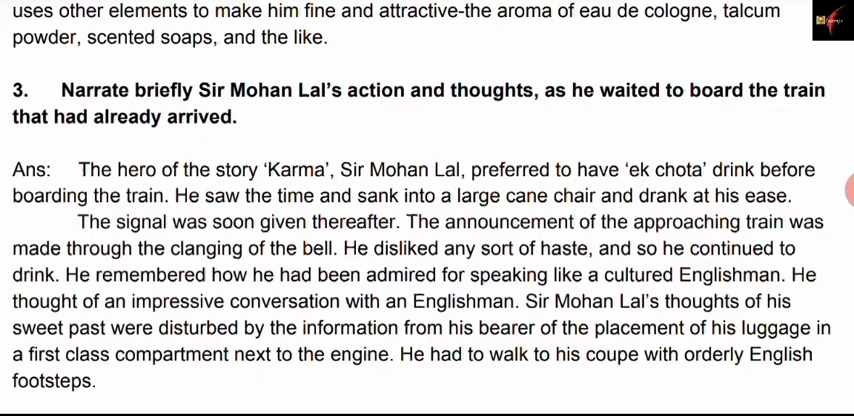 uses other elements to make him fine and attractive-the aroma of eau de cologne, talcum
powder, scented soaps, and the like.
3. Narrate briefly Sir Mohan Lal's action and thoughts, as he waited to board the train
that had already arrived.
Ans: The hero of the story 'Karma', Sir Mohan Lal, preferred to have 'ek chota' drink before
boarding the train. He saw the time and sank into a large cane chair and drank at his ease.
The signal was soon given thereafter. The announcement of the approaching train was
made through the clanging of the bell. He disliked any sort of haste, and so he continued to
drink. He remembered how he had been admired for speaking like a cultured Englishman. He
thought of an impressive conversation with an Englishman. Sir Mohan Lal's thoughts of his
sweet past were disturbed by the information from his bearer of the placement of his luggage in
a first class compartment next to the engine. He had to walk to his coupe with orderly English
footsteps.